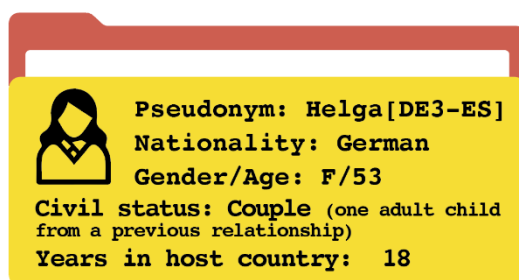 Pseudonym: Helga[DE3-ES]
Nationality: German
Gender/Age: F/53
Civil status: Couple (one adult child
from a previous relationship)
Years in host country: 18